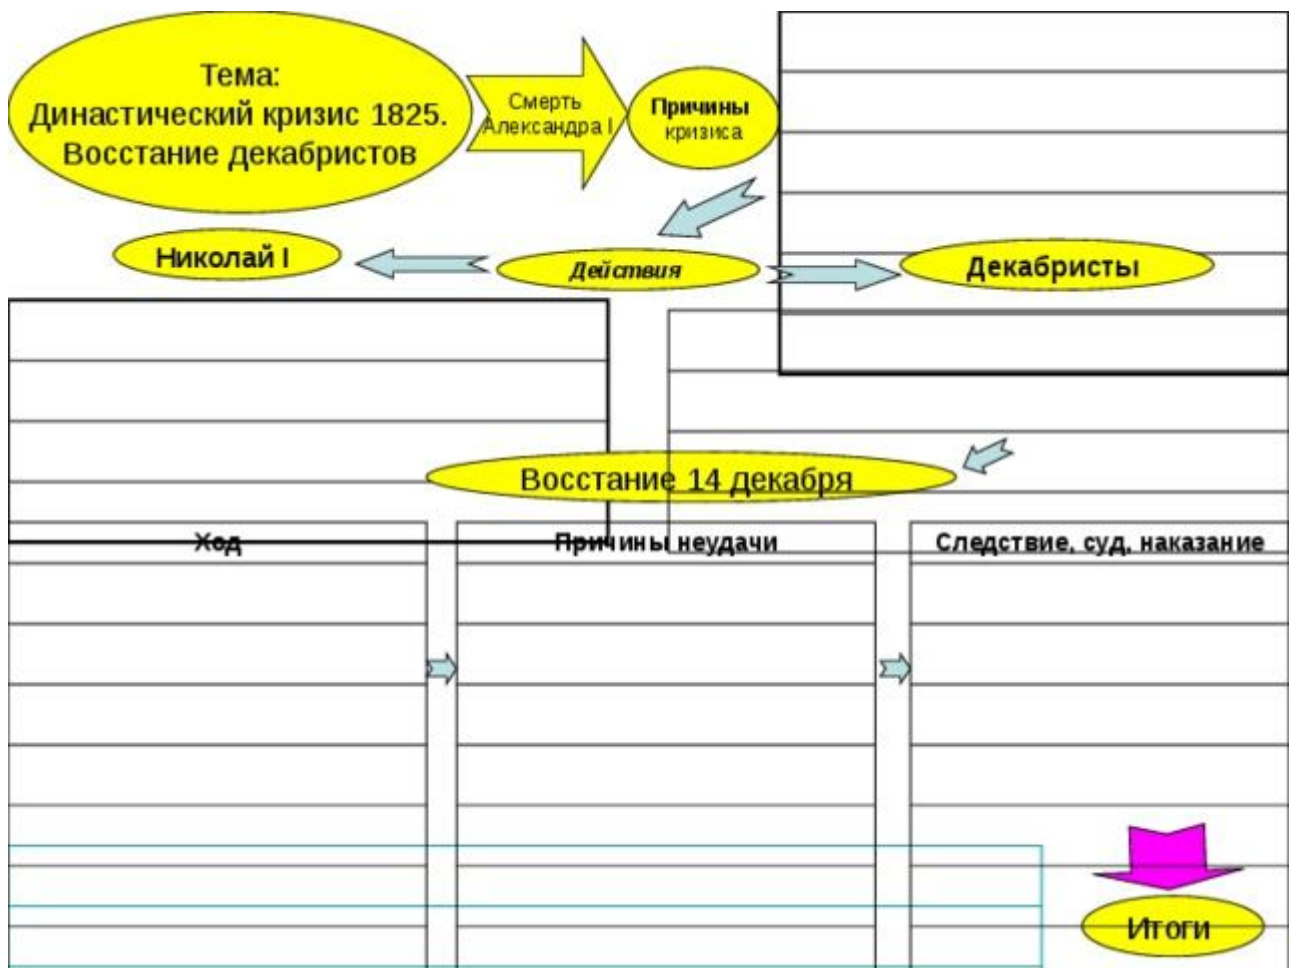 Тема:
Династический кризис 1825.
Восстание декабристов
Смерть
Александра I
Причины
кризиса
Николай I
Действия
Декабристы
Восстание 14 декабря
Ход
Причины неудачи
Следствие, суд, наказание
Итоги